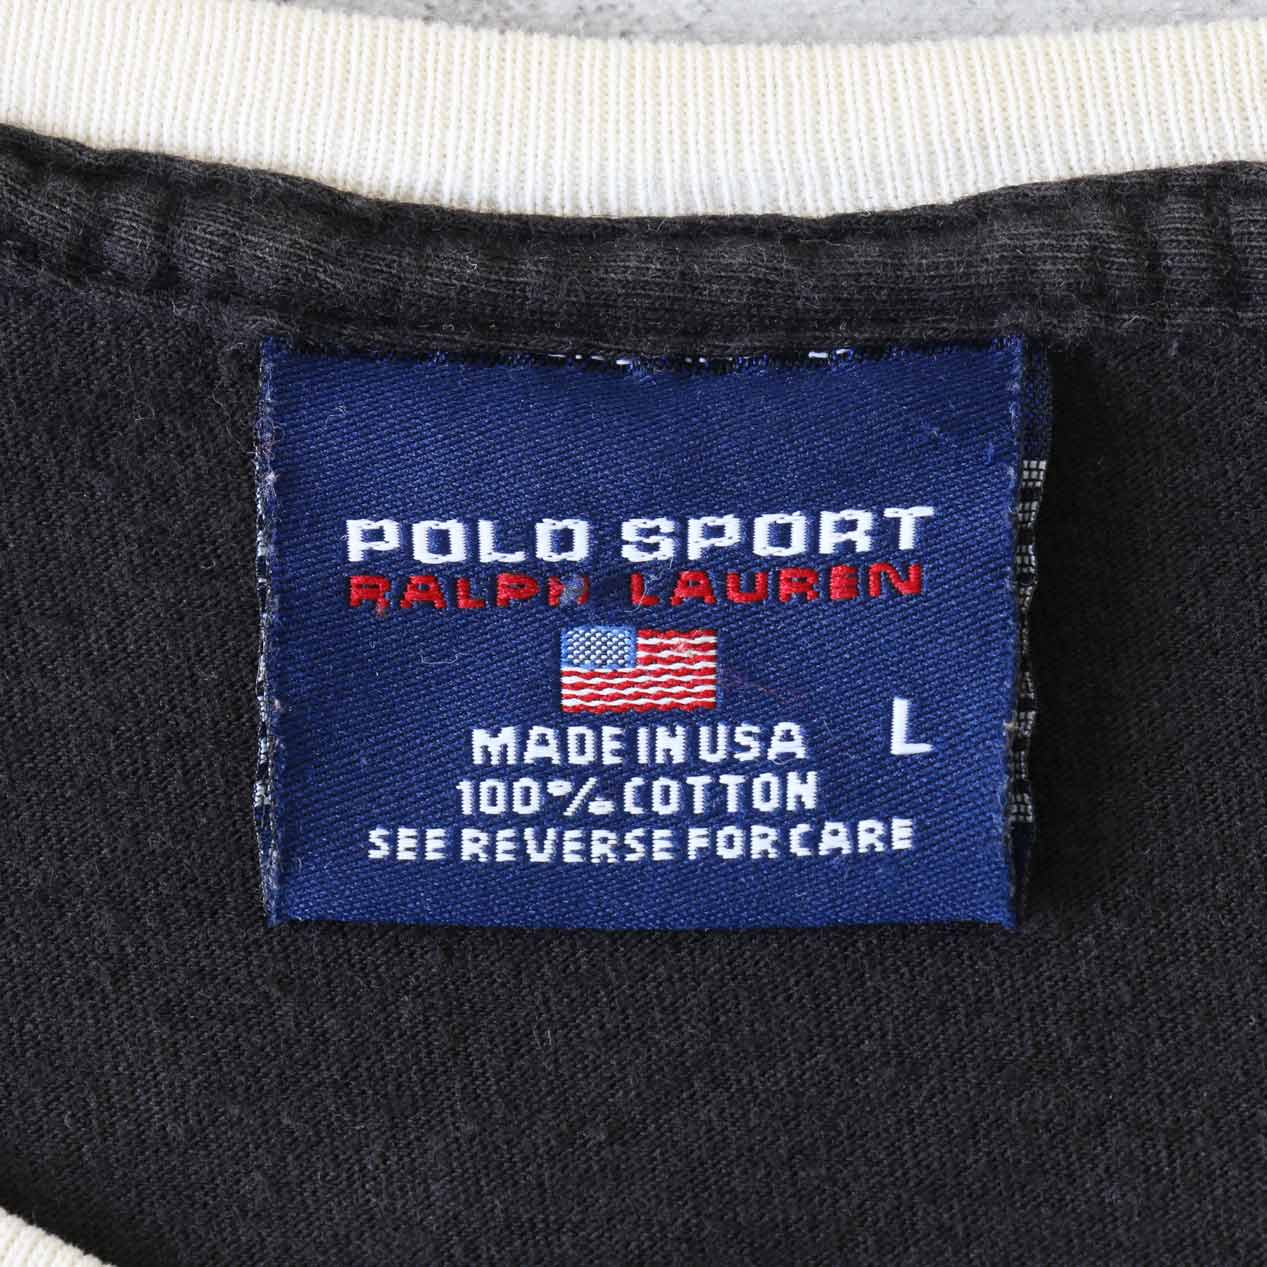 POLO SPORT
RALPH LAUREN
MADE IN USA
L
100% COTTON
SEE REVERSE FOR CARE